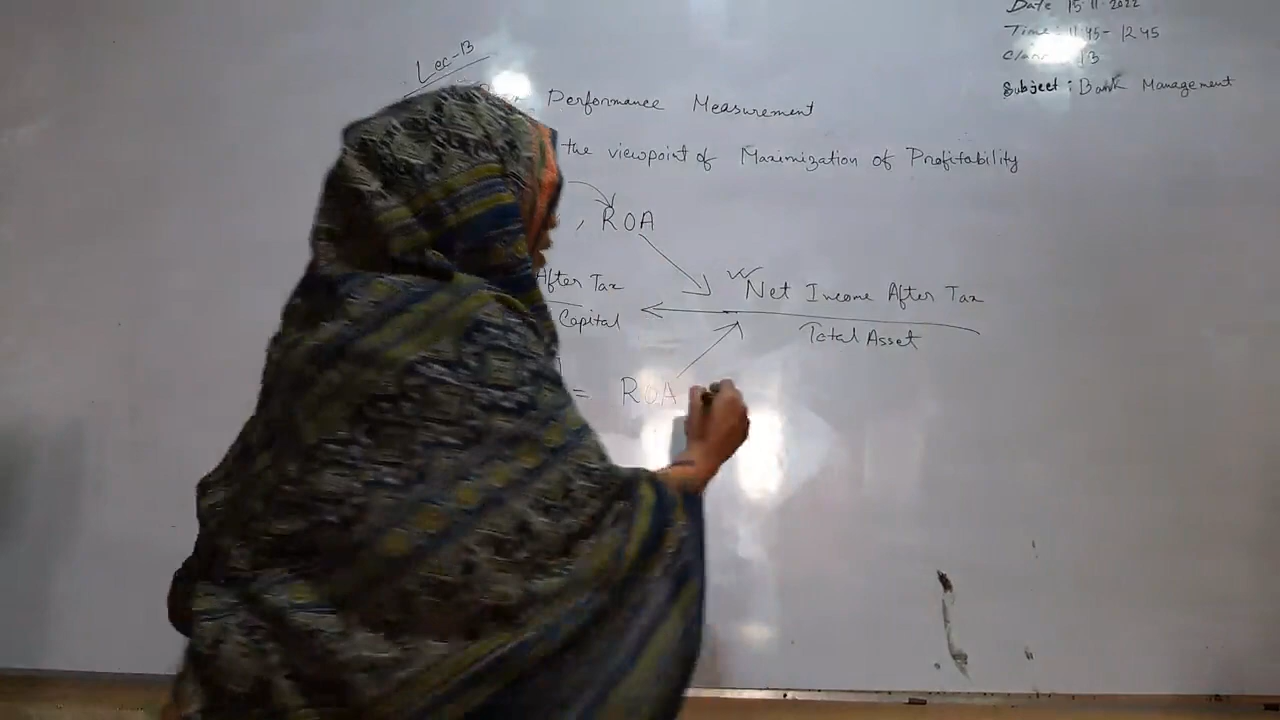 Date 15.11.2022
Time: 11:45- 12 45
Class 13
Subject: Bank Management
Lec-13
Performance Measurement
the viewpoint of Maximization of Profitability
, ROA
After Tax
Capital
Net Income After Tax
Total Asset
= ROA